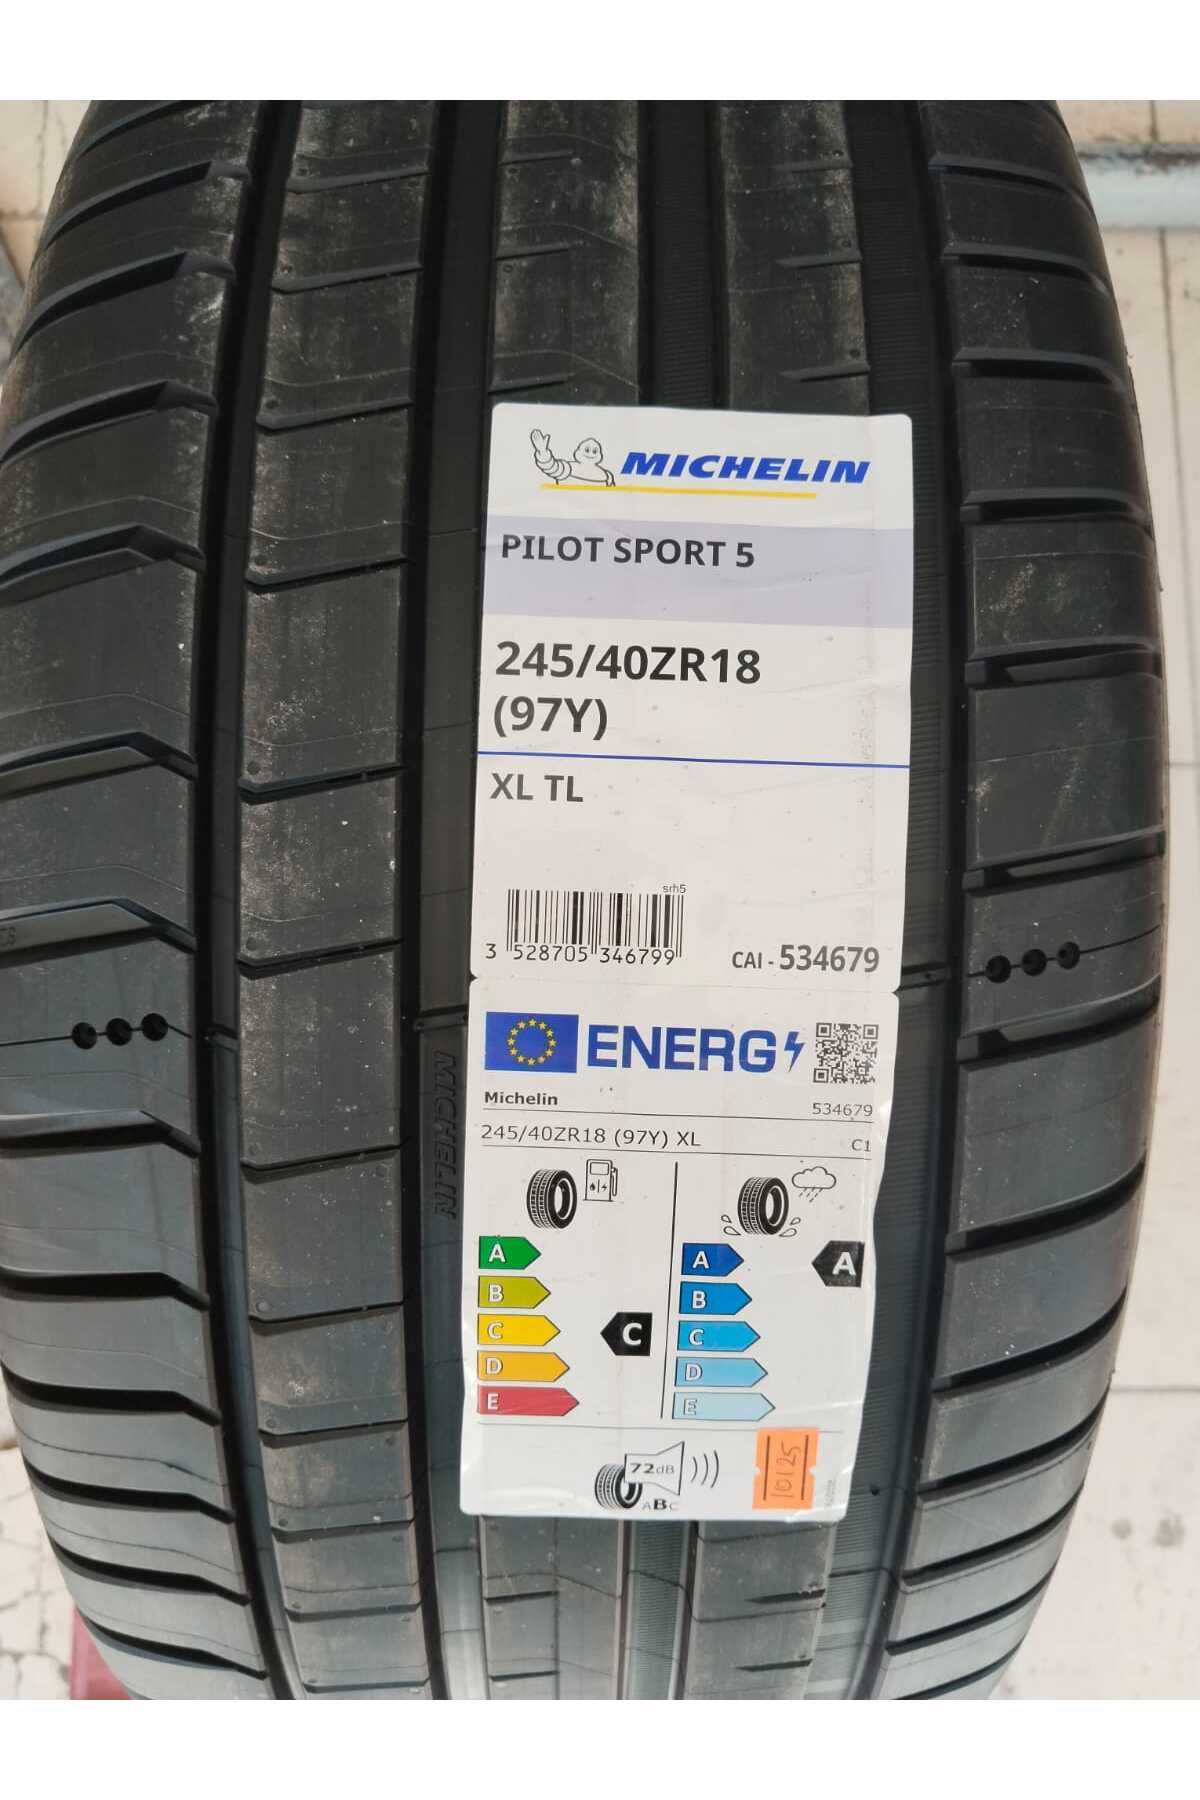 MICHELIN
PILOT SPORT 5
245/40ZR18
(97Y)
XL TL
srh5
3 528705 346799
CAI - 534679
ENERG
Michelin
534679
245/40ZR18 (97Y) XL
C1
A
B
C
D
E
C
A
B
C
D
E
A
72dB
ABC
10125
MICHELIN